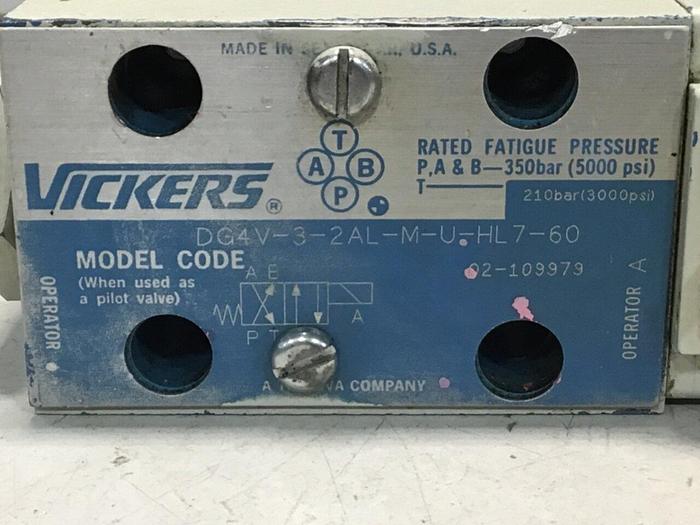 MADE IN U.S.A.
T
A B
P
VICKERS®
RATED FATIGUE PRESSURE
P,A & B—350bar (5000 psi)
T— 210bar(3000psi)
DG4V-3-2AL-M-U-HL7-60
MODEL CODE
02-109979
(When used as
a pilot valve)
A
P T
A
OPERATOR
OPERATOR A
A COMPANY